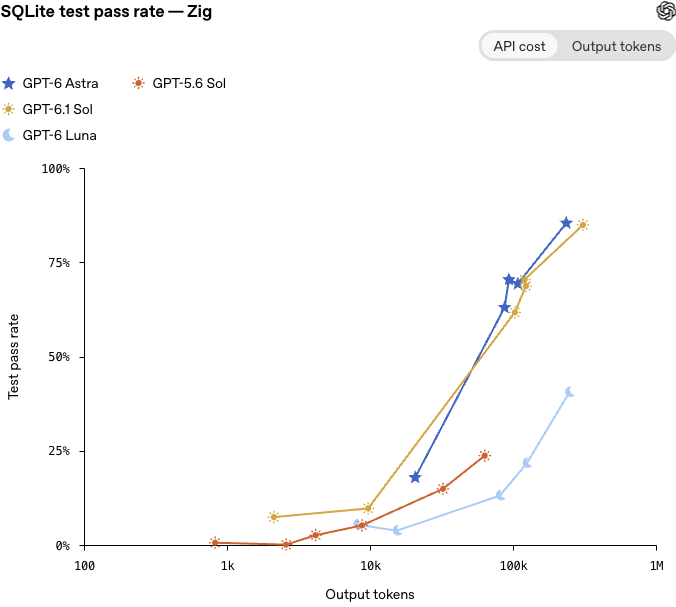 SQLite test pass rate — Zig
API cost Output tokens
GPT-6 Astra GPT-5.6 Sol
GPT-6.1 Sol
GPT-6 Luna
100%
75%
50%
25%
0%
Test pass rate
100 1k 10k 100k 1M
Output tokens